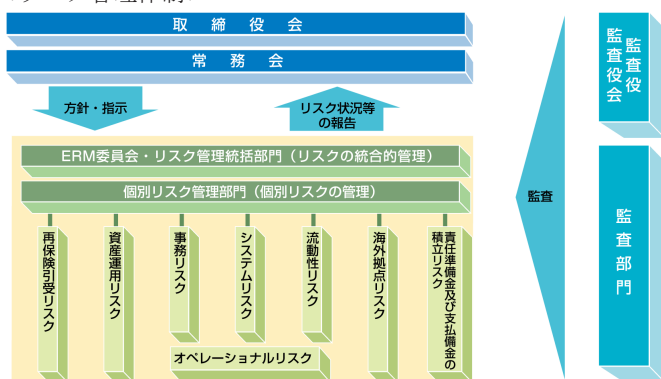 取締役会
常務会
方針・指示
リスク状況等
の報告
ERM委員会・リスク管理統括部門(リスクの統合的管理)
個別リスク管理部門(個別リスクの管理)
再保険引受リスク
資産運用リスク
事務リスク
システムリスク
流動性リスク
海外拠点リスク
責任準備金及び支払備金の
積立リスク
オペレーショナルリスク
監査
監査役
監査役会
監査部門